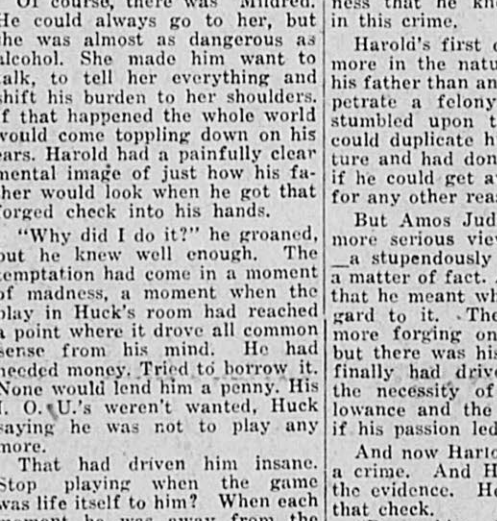 Of course, there was Mildred.
He could always go to her, but
she was almost as dangerous as
alcohol. She made him want to
talk, to tell her everything and
shift his burden to her shoulders.
f that happened the whole world
would come toppling down on his
ears. Harold had a painfully clear
mental image of just how his fa-
ther would look when he got that
forged check into his hands.
"Why did I do it?" he groaned,
but he knew well enough. The
temptation had come in a moment
of madness, a moment when the
play in Huck's room had reached
a point where it drove all common
sense from his mind. He had
needed money. Tried to borrow it.
None would lend him a penny. His
I. O. U.'s weren't wanted, Huck
saying he was not to play any
more.
That had driven him insane.
Stop playing when the game
was life itself to him? When each
moment he was away from the
ness that he kn
in this crime.
Harold's first c
more in the natu
his father than an
petrate a felony
stumbled upon t
could duplicate h
ture and had don
if he could get a
for any other rea
But Amos Jud
more serious vie
—a stupendously
a matter of fact.
that he meant wh
gard to it. The
more forging on
but there was his
finally had drive
the necessity of
lowance and the
if his passion led
And now Harlo
a crime. And H
the evidence. He
that check.